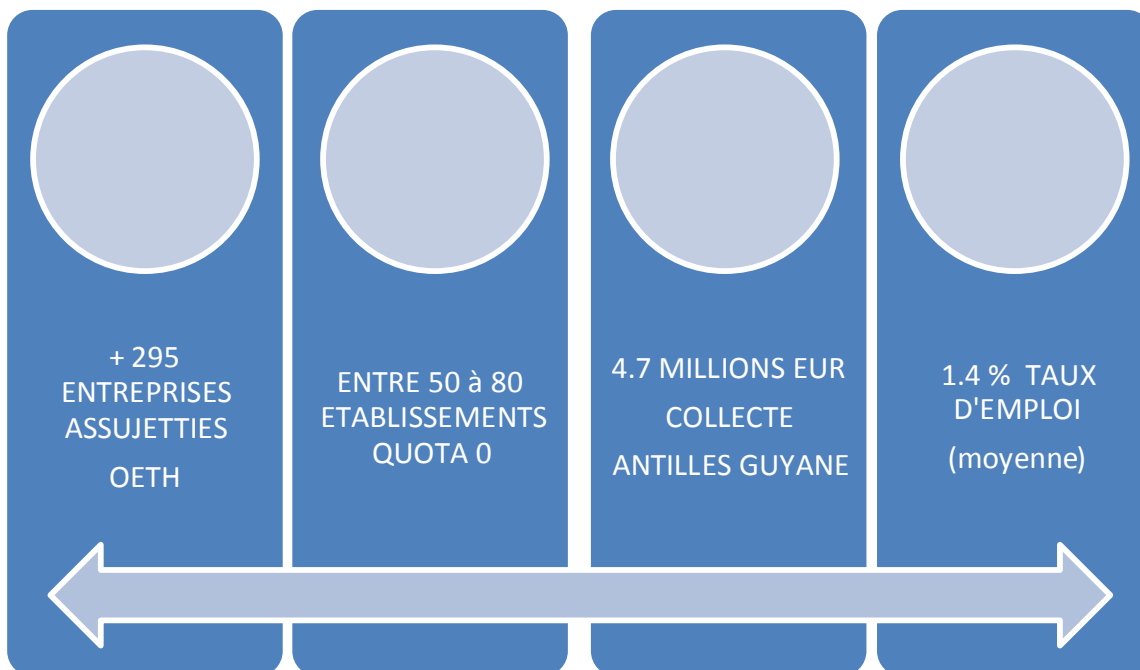 + 295
ENTREPRISES
ASSUJETTIES
OETH
ENTRE 50 à 80
ETABLISSEMENTS
QUOTA 0
4.7 MILLIONS EUR
COLLECTE
ANTILLES GUYANE
1.4 % TAUX
D'EMPLOI
(moyenne)